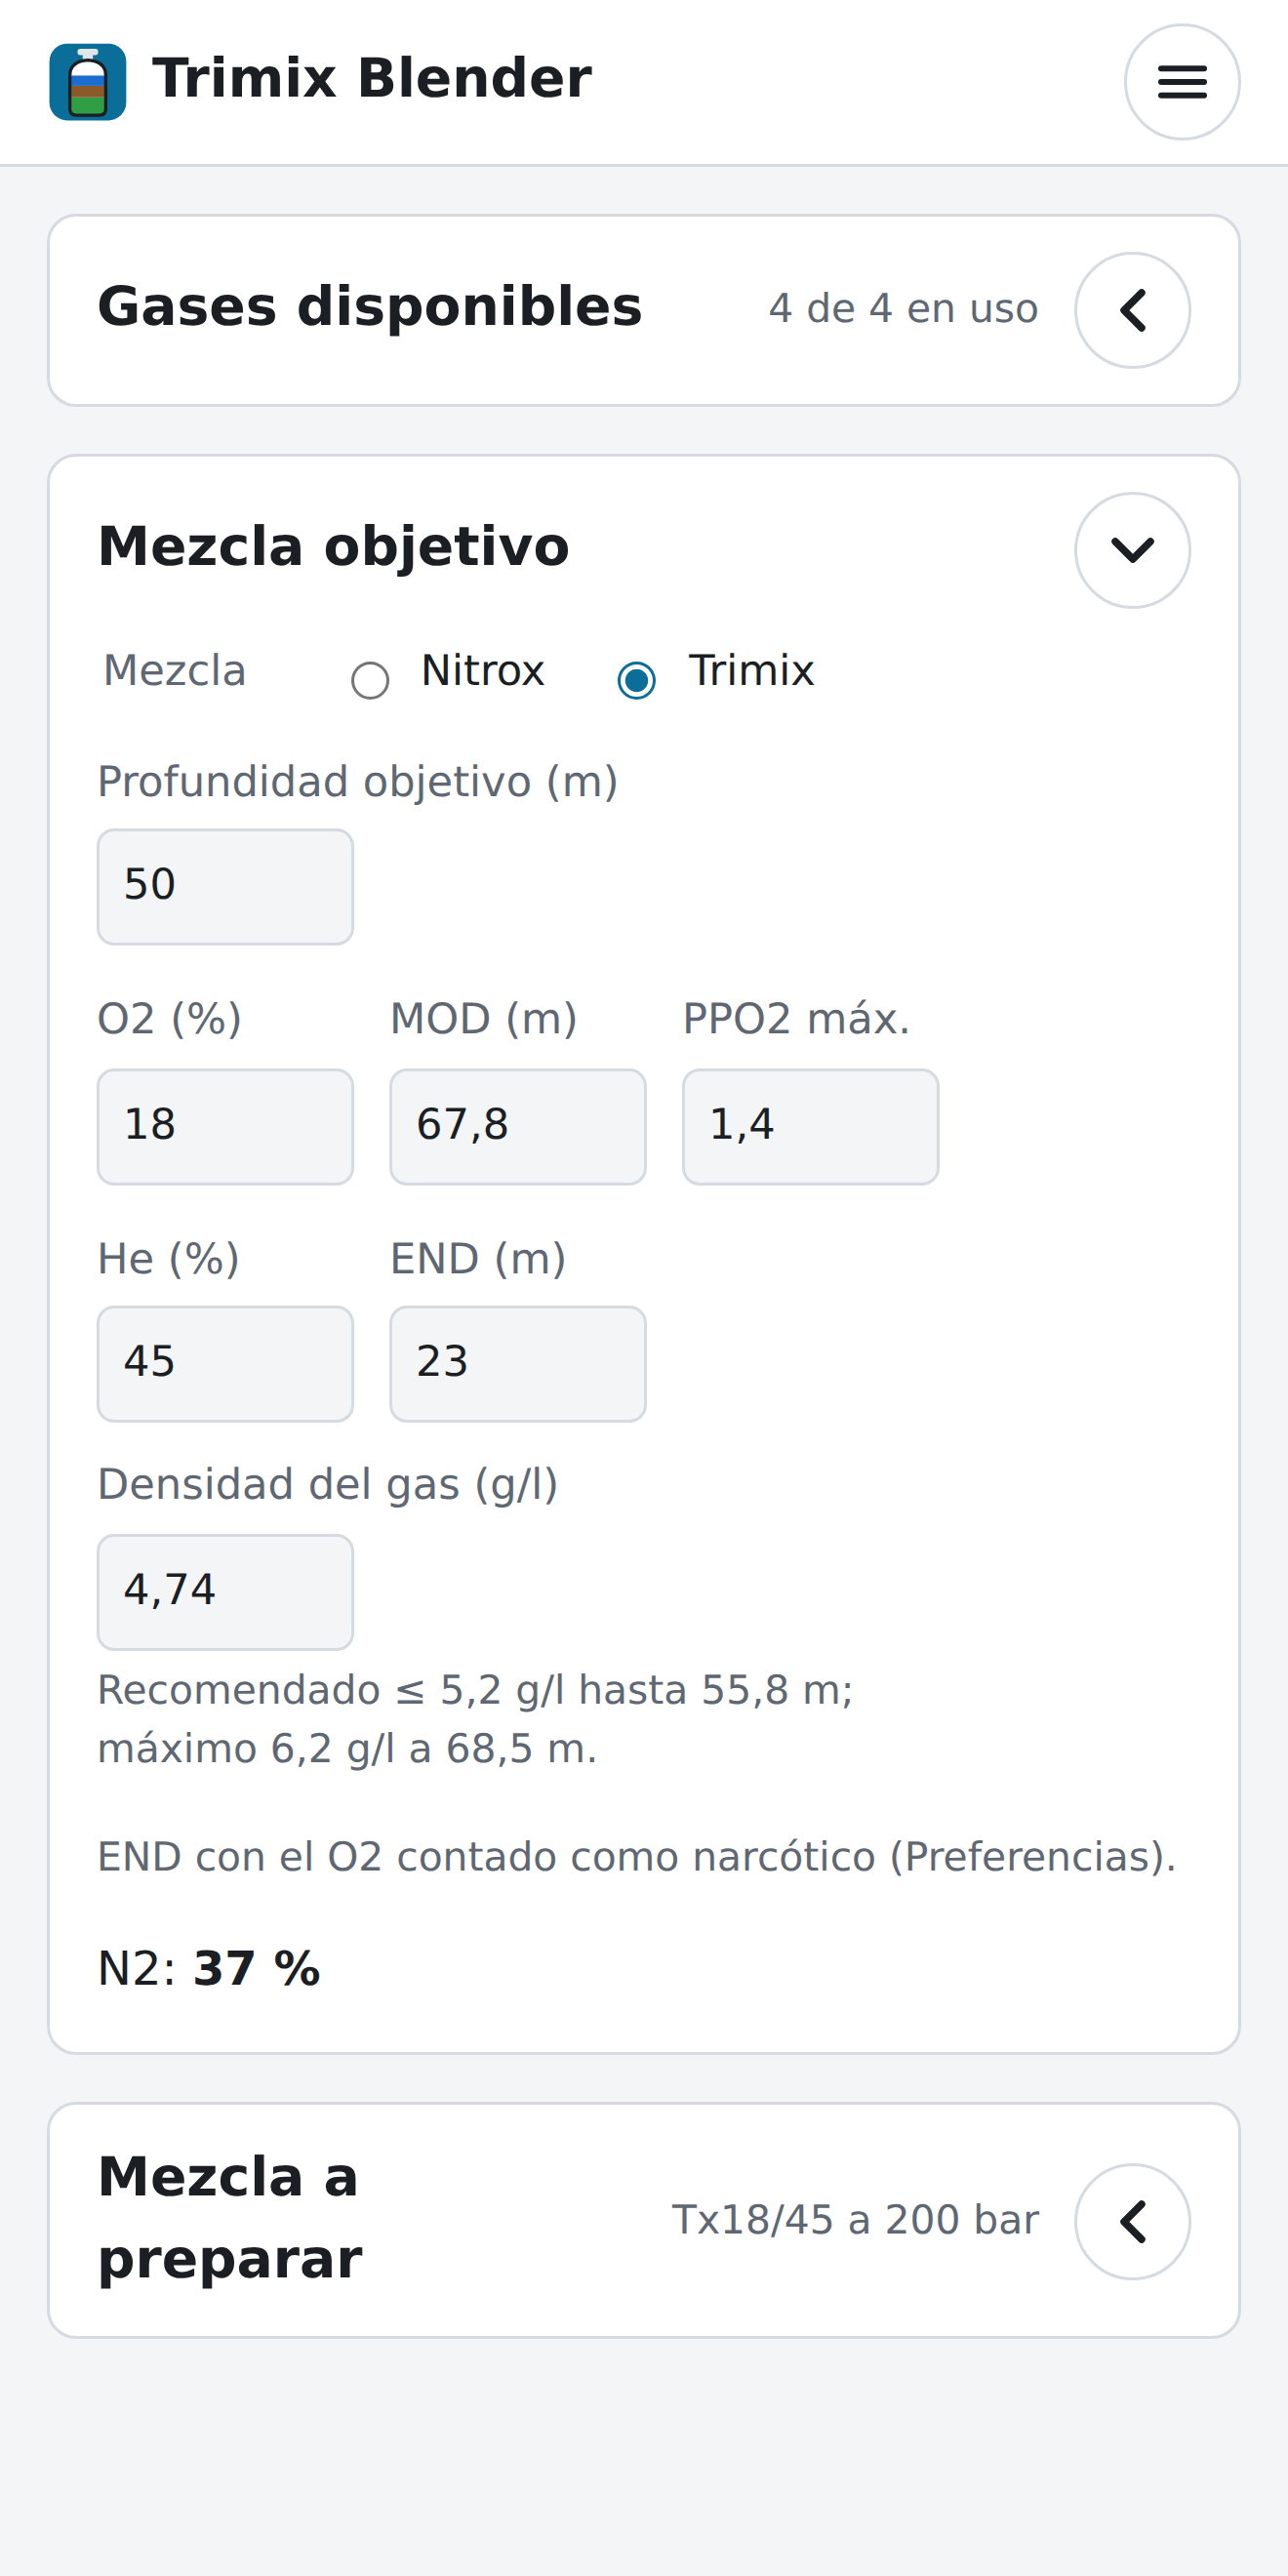 Trimix Blender
Gases disponibles
4 de 4 en uso
Mezcla objetivo
Mezcla Nitrox Trimix
Profundidad objetivo (m)
50
O2 (%) MOD (m) PPO2 máx.
18 67,8 1,4
He (%) END (m)
45 23
Densidad del gas (g/l)
4,74
Recomendado ≤ 5,2 g/l hasta 55,8 m;
máximo 6,2 g/l a 68,5 m.
END con el O2 contado como narcótico (Preferencias).
N2: 37 %
Mezcla a
preparar
Tx18/45 a 200 bar